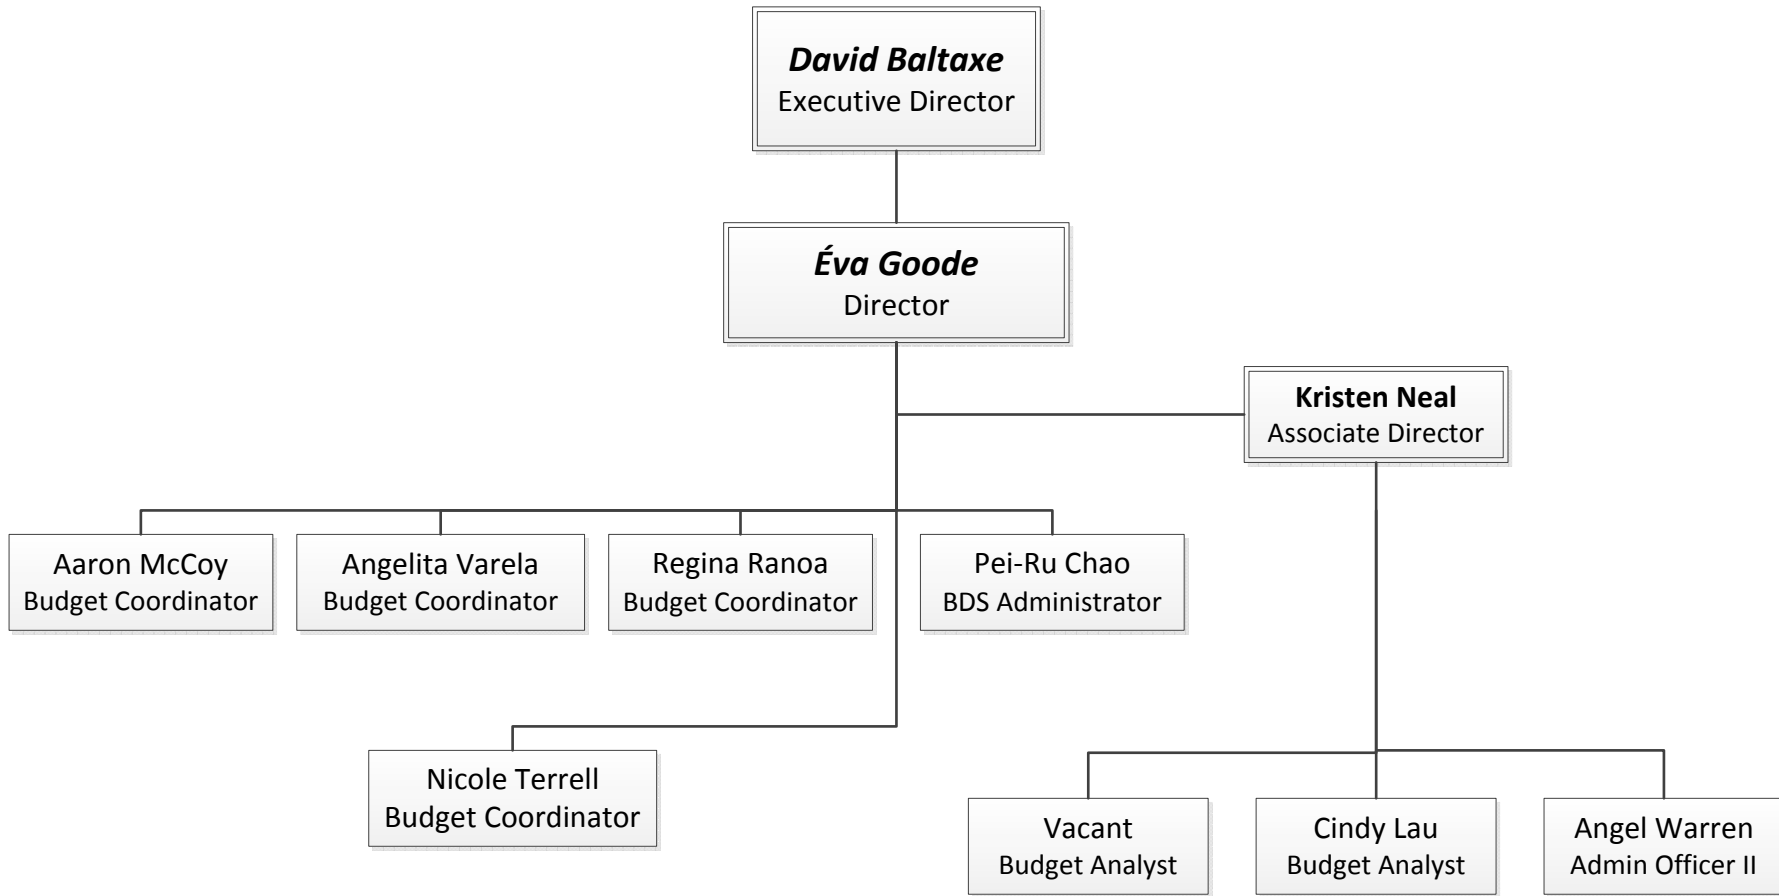 David Baltaxe
Executive Director
Éva Goode
Director
Kristen Neal
Associate Director
Aaron McCoy
Budget Coordinator
Angelita Varela
Budget Coordinator
Regina Ranoa
Budget Coordinator
Pei-Ru Chao
BDS Administrator
Nicole Terrell
Budget Coordinator
Vacant
Budget Analyst
Cindy Lau
Budget Analyst
Angel Warren
Admin Officer II